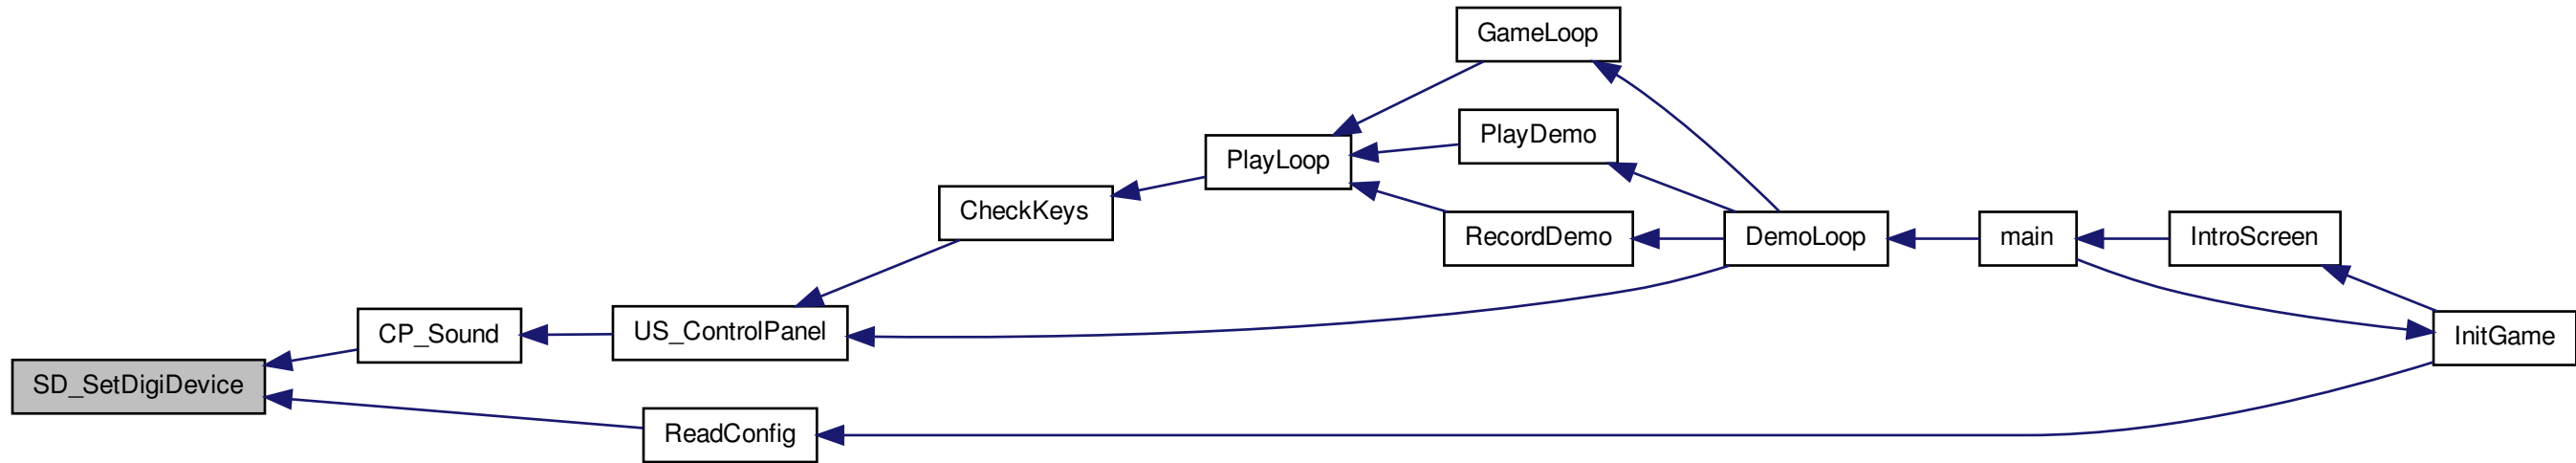 GameLoop
PlayDemo
PlayLoop
CheckKeys
RecordDemo
DemoLoop
main
IntroScreen
CP_Sound
US_ControlPanel
InitGame
SD_SetDigiDevice
ReadConfig